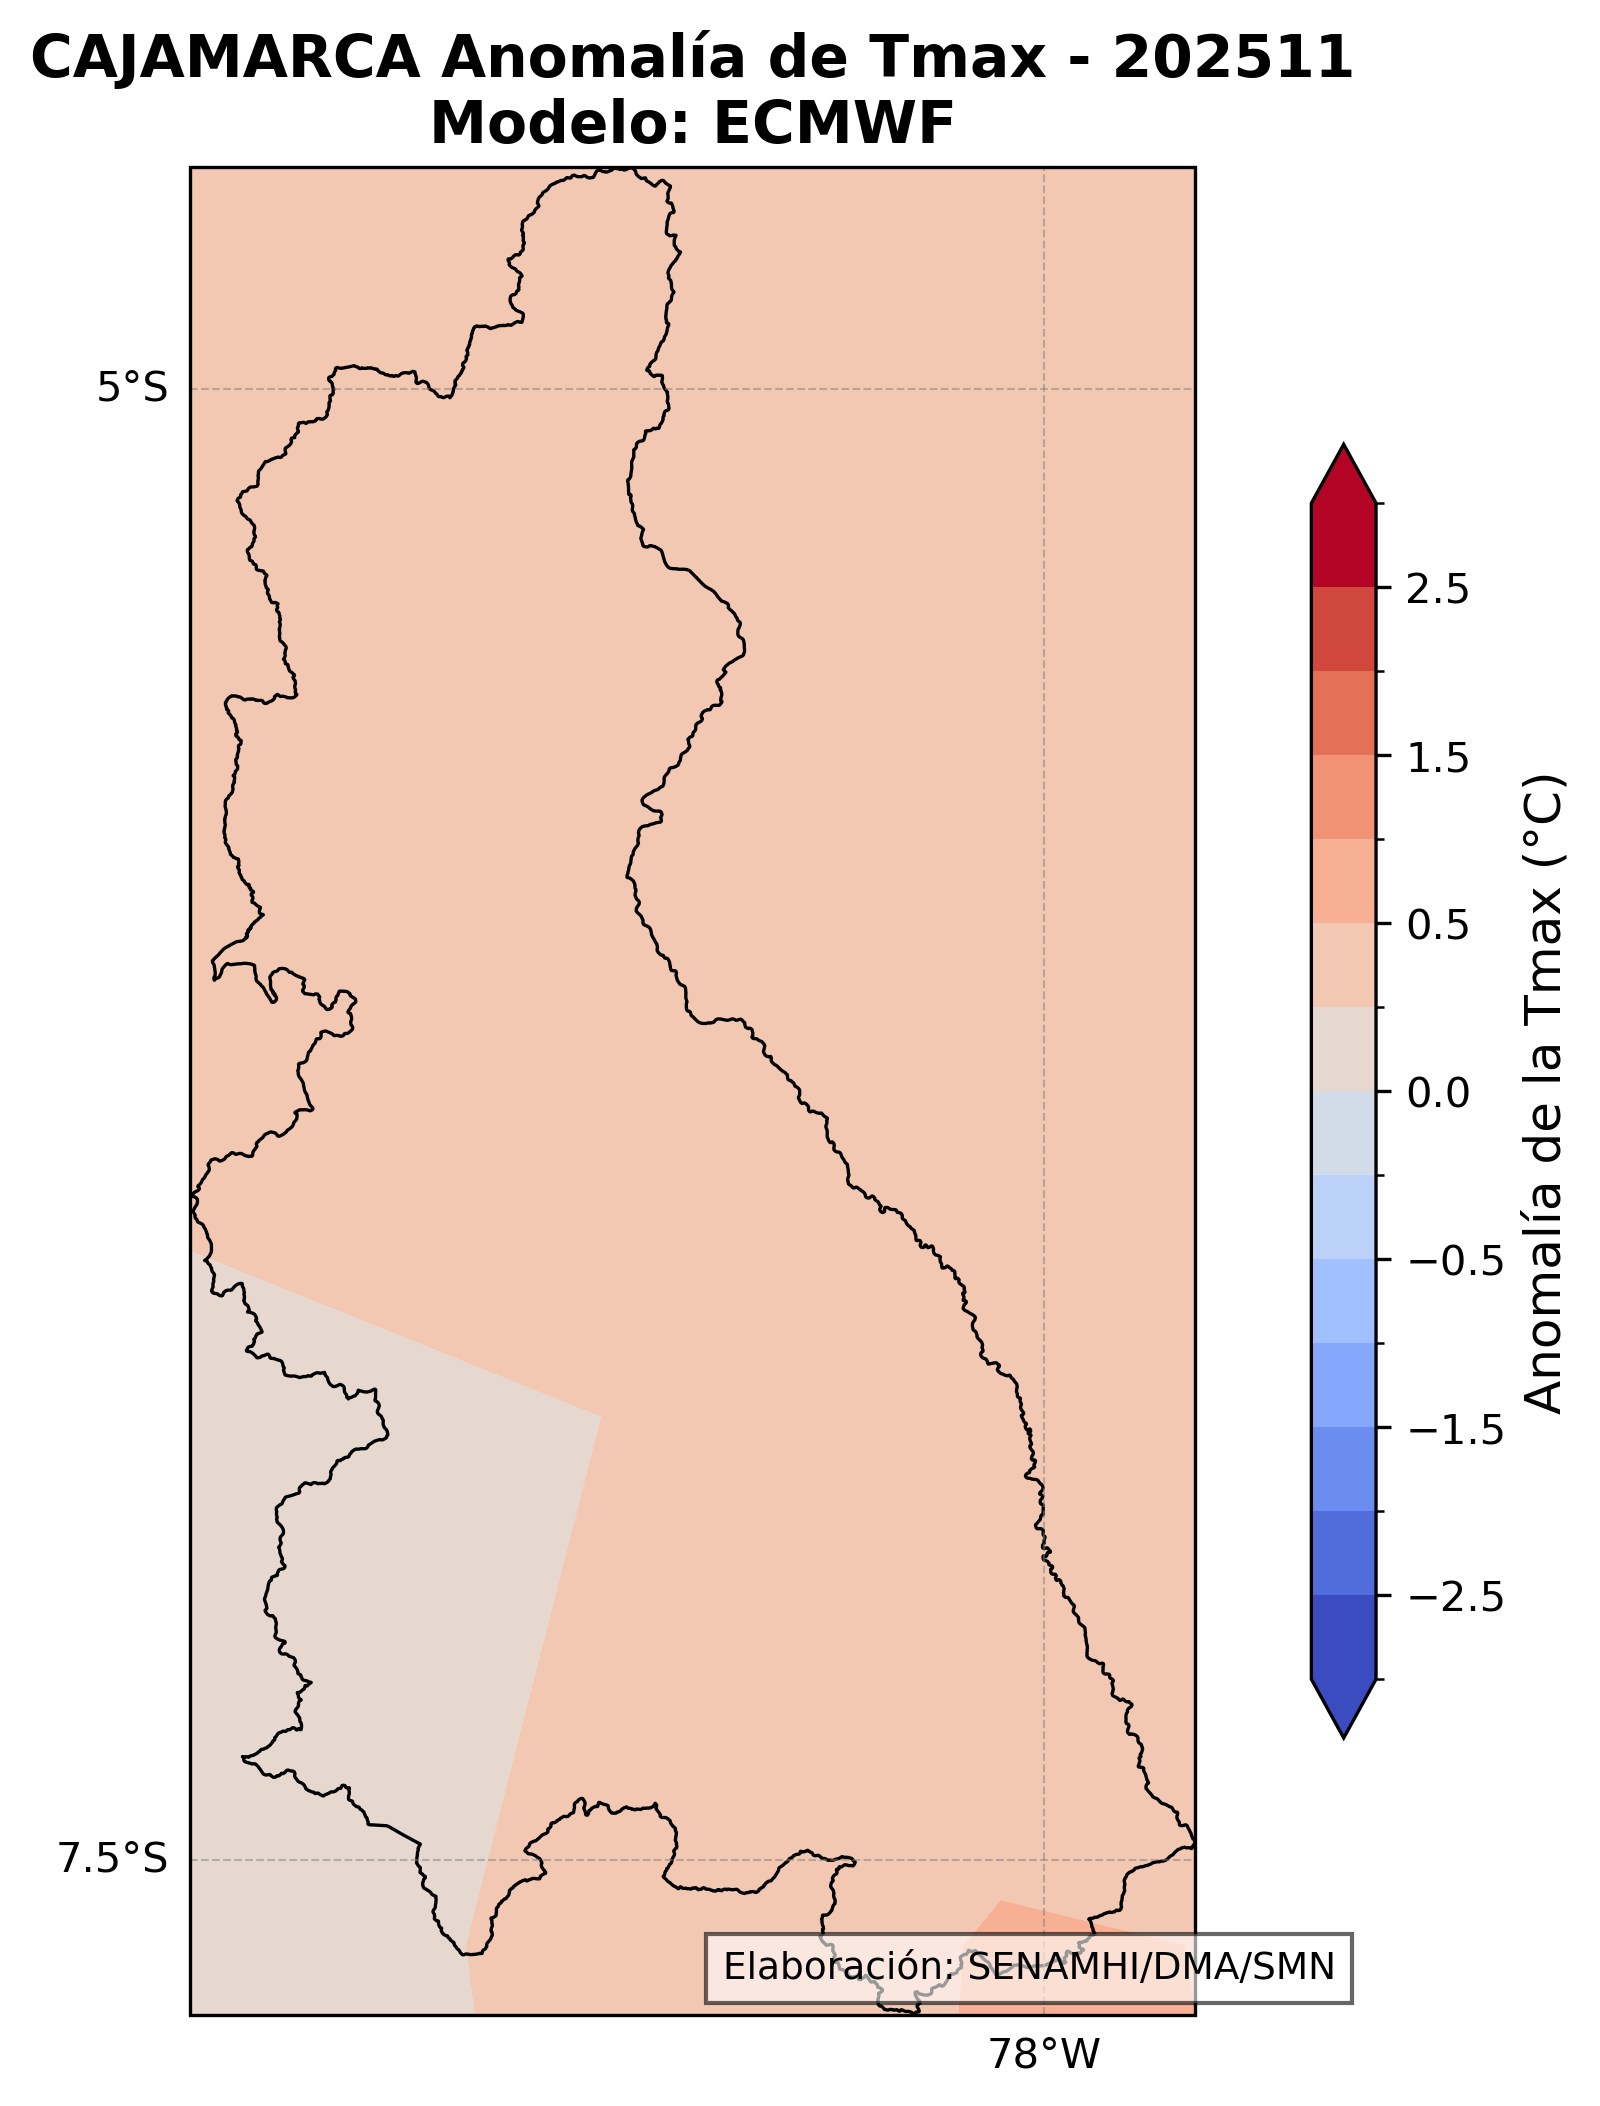 CAJAMARCA Anomalía de Tmax - 202511
Modelo: ECMWF
5°S
7.5°S
78°W
2.5
1.5
0.5
0.0
−0.5
−1.5
−2.5
Anomalía de la Tmax (°C)
Elaboración: SENAMHI/DMA/SMN